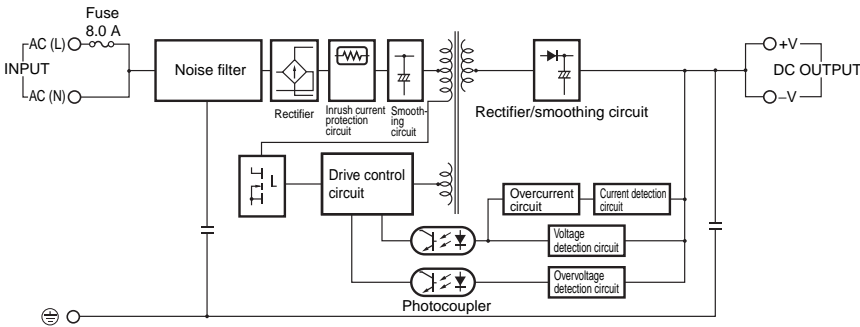 Fuse
8.0 A
AC (L)
INPUT
AC (N)
Noise filter
Rectifier
Inrush current
protection
circuit
Smooth-
ing
circuit
Rectifier/smoothing circuit
+V
DC OUTPUT
–V
Drive control
circuit
Overcurrent
circuit
Current detection
circuit
Voltage
detection circuit
Overvoltage
detection circuit
Photocoupler